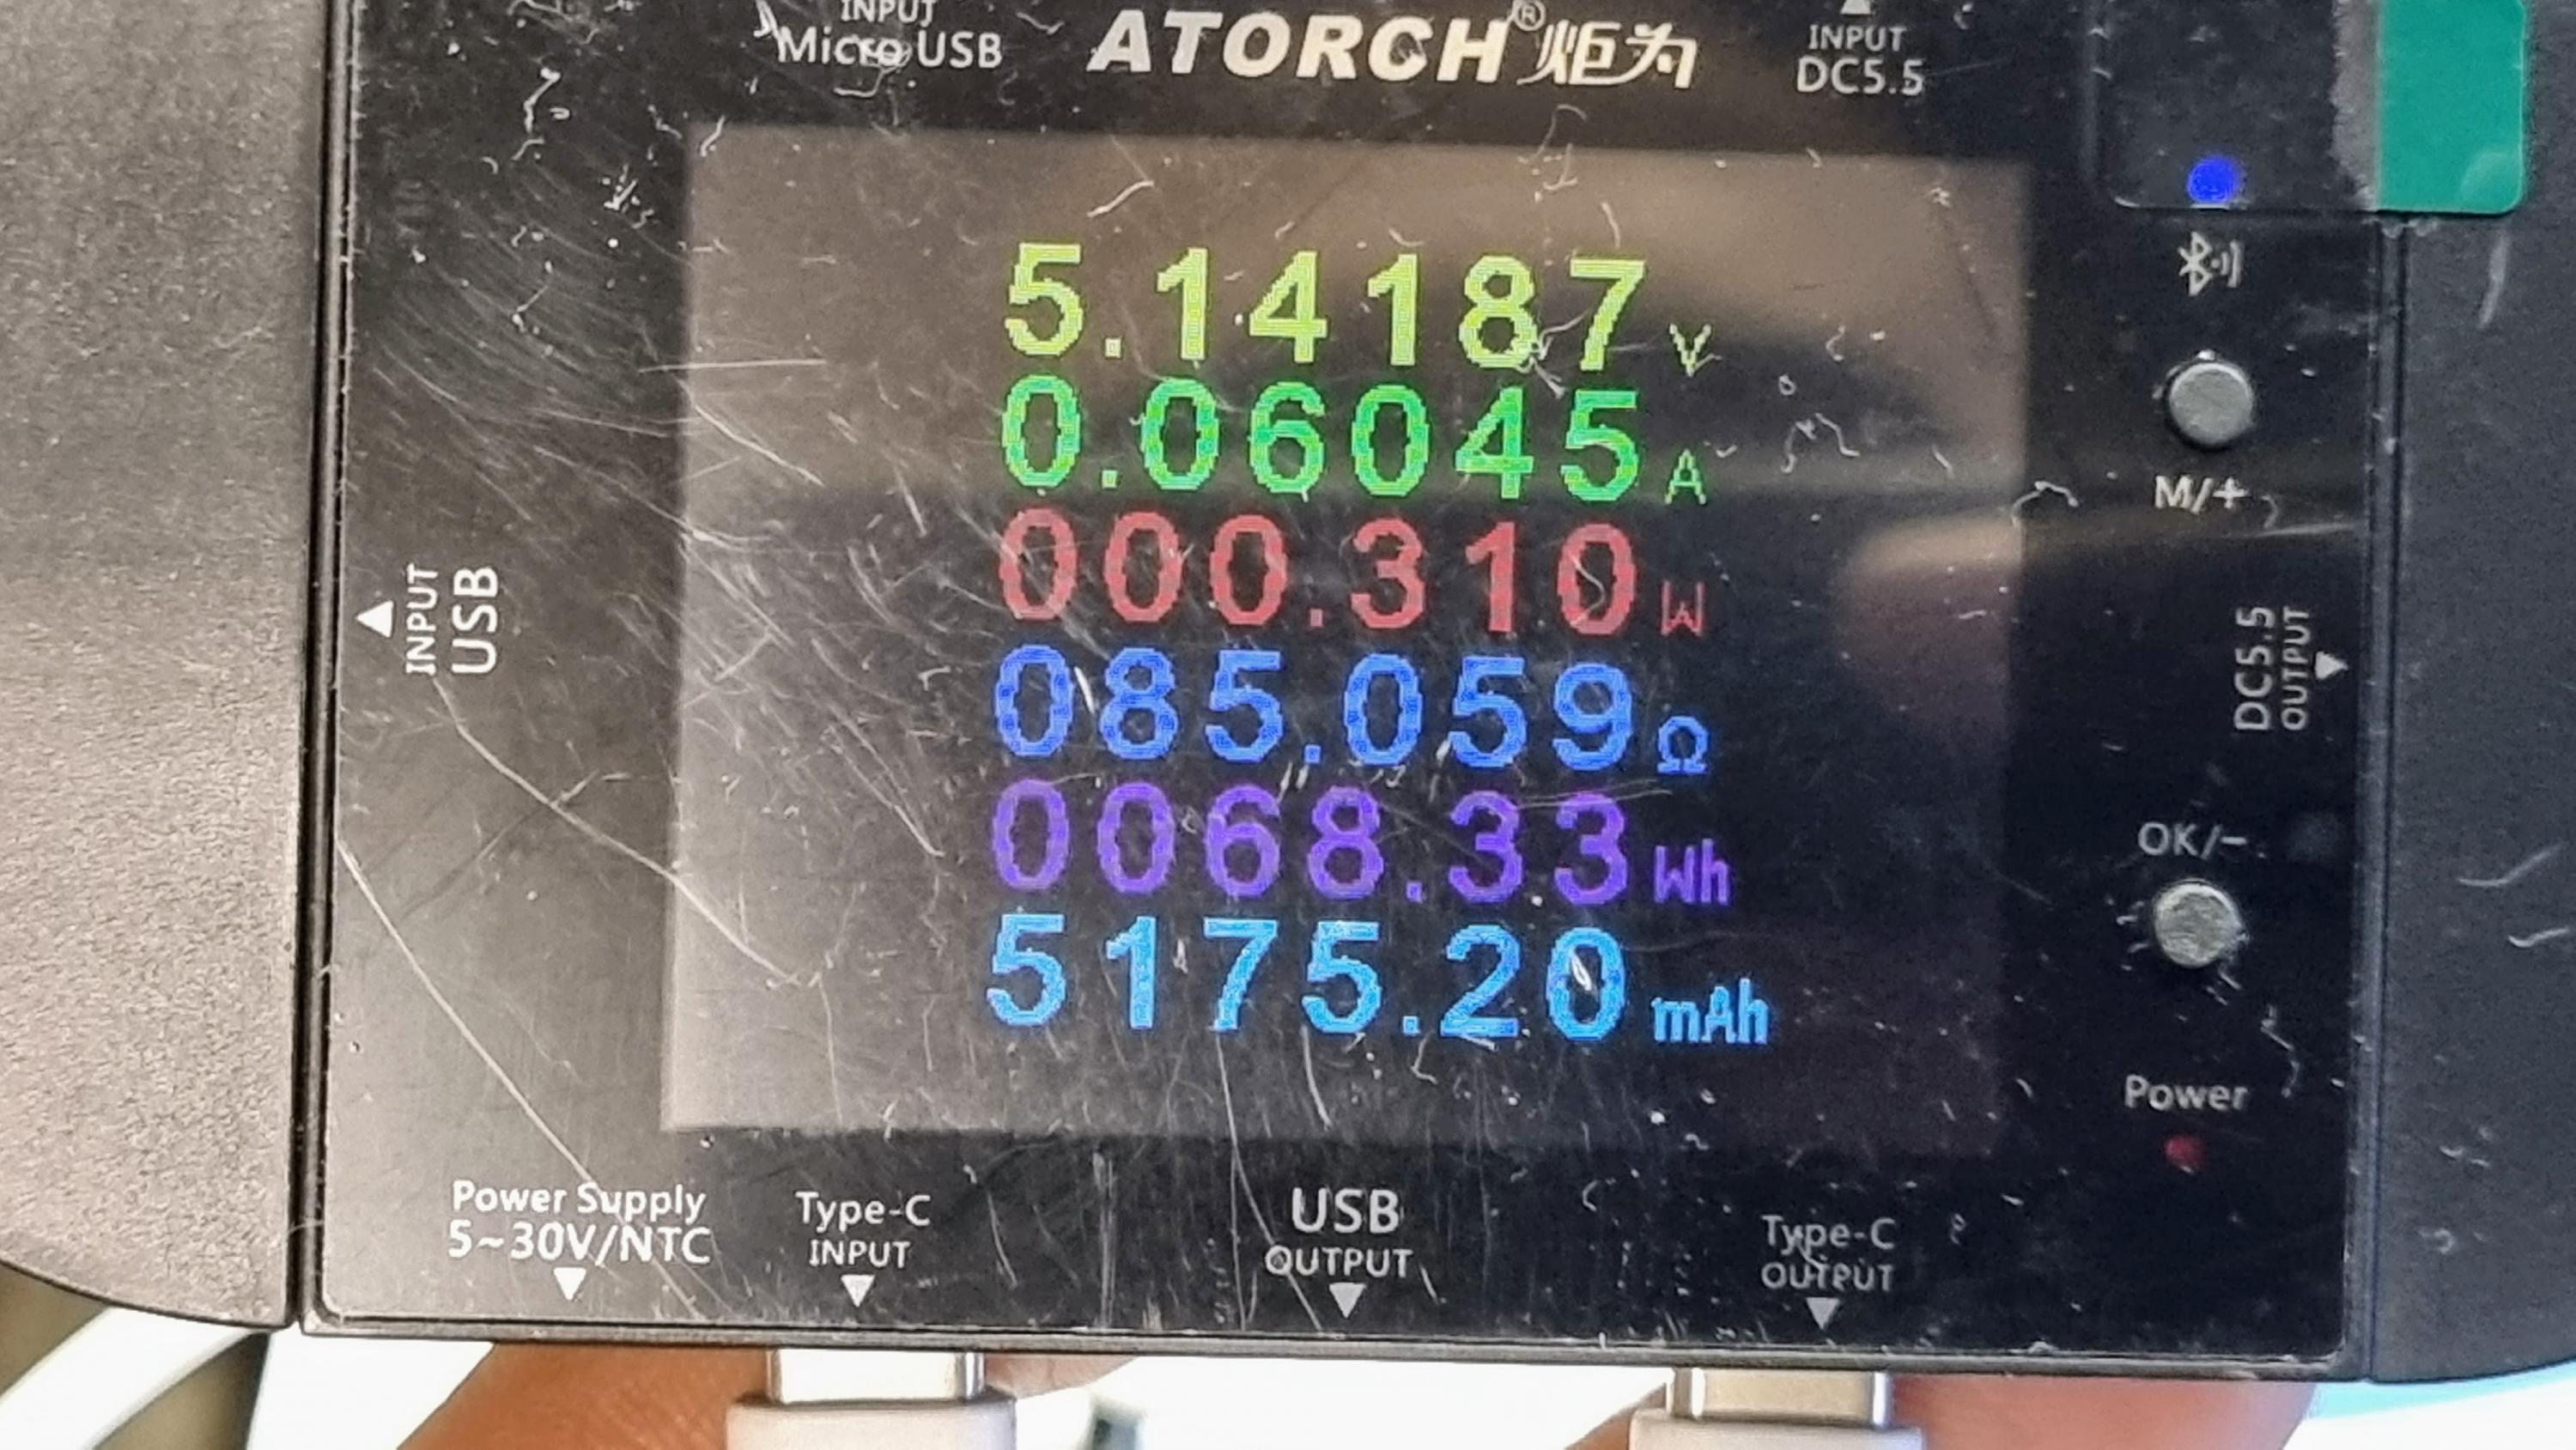 INPUT
Micro USB
ATORCH®炬为
INPUT
DC5.5
5.14187 V
0.06045 A
000.310 W
085.059 Ω
0068.33 Wh
5175.20 mAh
INPUT
USB
M/+
DC5.5
OUTPUT
OK/-
Power
Power Supply
5~30V/NTC
Type-C
INPUT
USB
OUTPUT
Type-C
OUTPUT